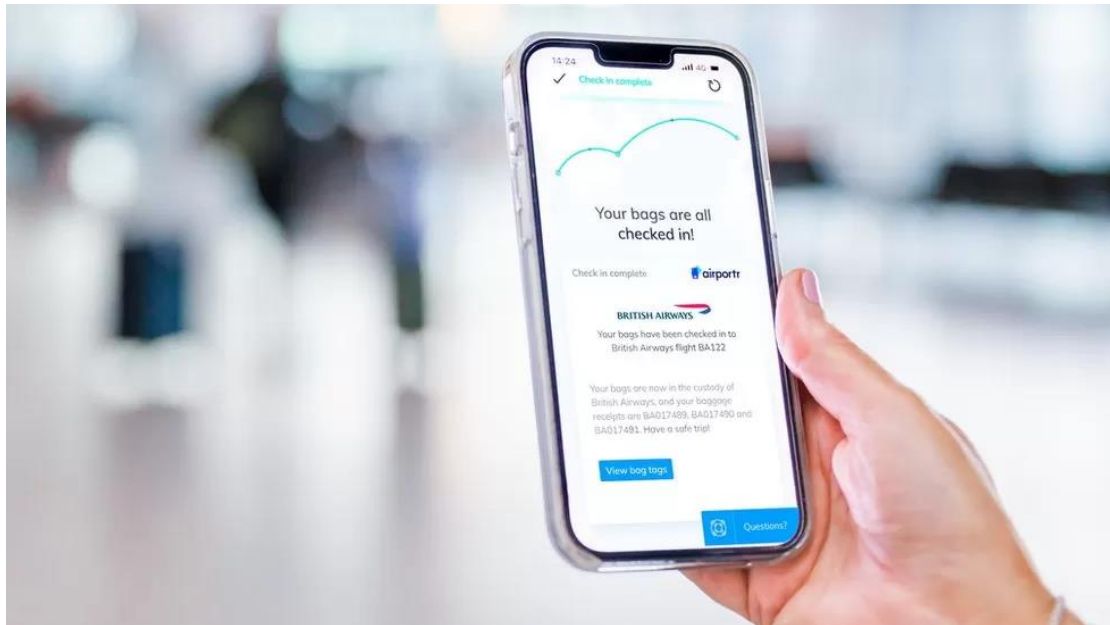 14:24
4G
Check in complete
Your bags are all
checked in!
Check in complete
airportr
BRITISH AIRWAYS
Your bags have been checked in to
British Airways flight BA122
Your bags are now in the custody of
British Airways, and your baggage
receipts are BA017489, BA017490 and
BA017491. Have a safe trip!
View bag tags
Questions?